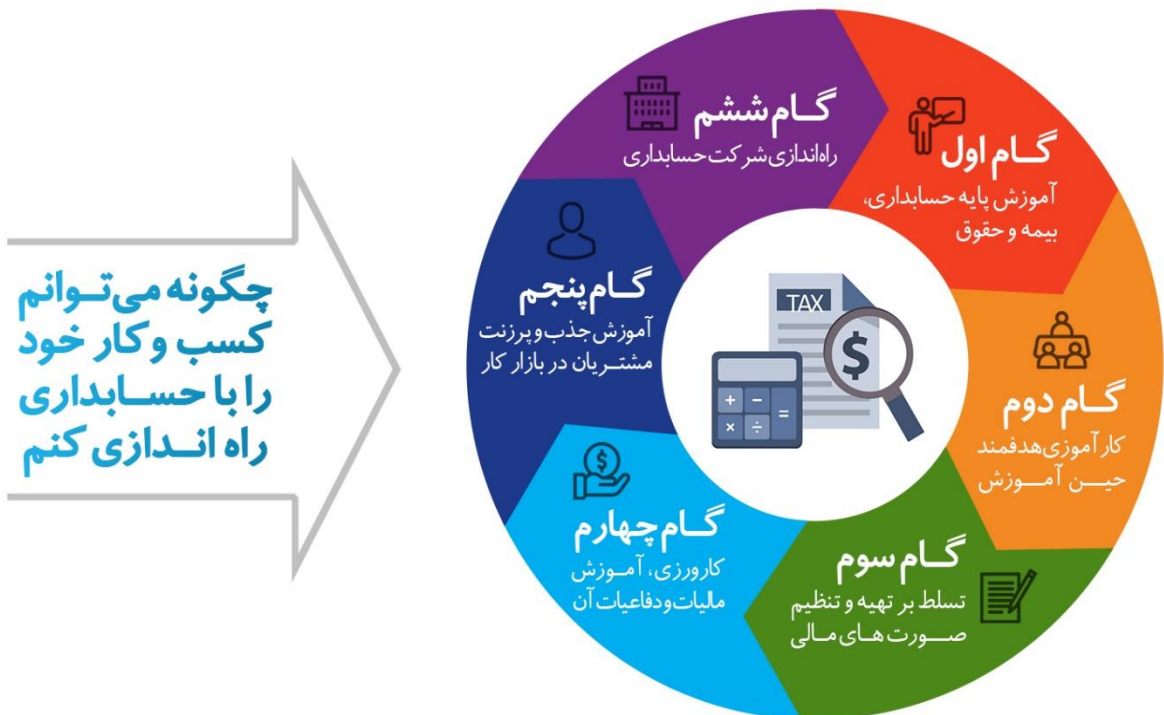 چگونه می‌توانم
کسب و کار خود
را با حسابداری
راه اندازی کنم
گام اول
آموزش پایه حسابداری،
بیمه و حقوق
گام دوم
کارآموزی هدفمند
حین آموزش
گام سوم
تسلط بر تهیه و تنظیم
صورت های مالی
گام چهارم
کارورزی، آموزش
مالیات و دفاعیات آن
گام پنجم
آموزش جذب و پرزنت
مشتریان در بازار کار
گام ششم
راه‌اندازی شرکت حسابداری
TAX
$
+ −
× ÷ =
$